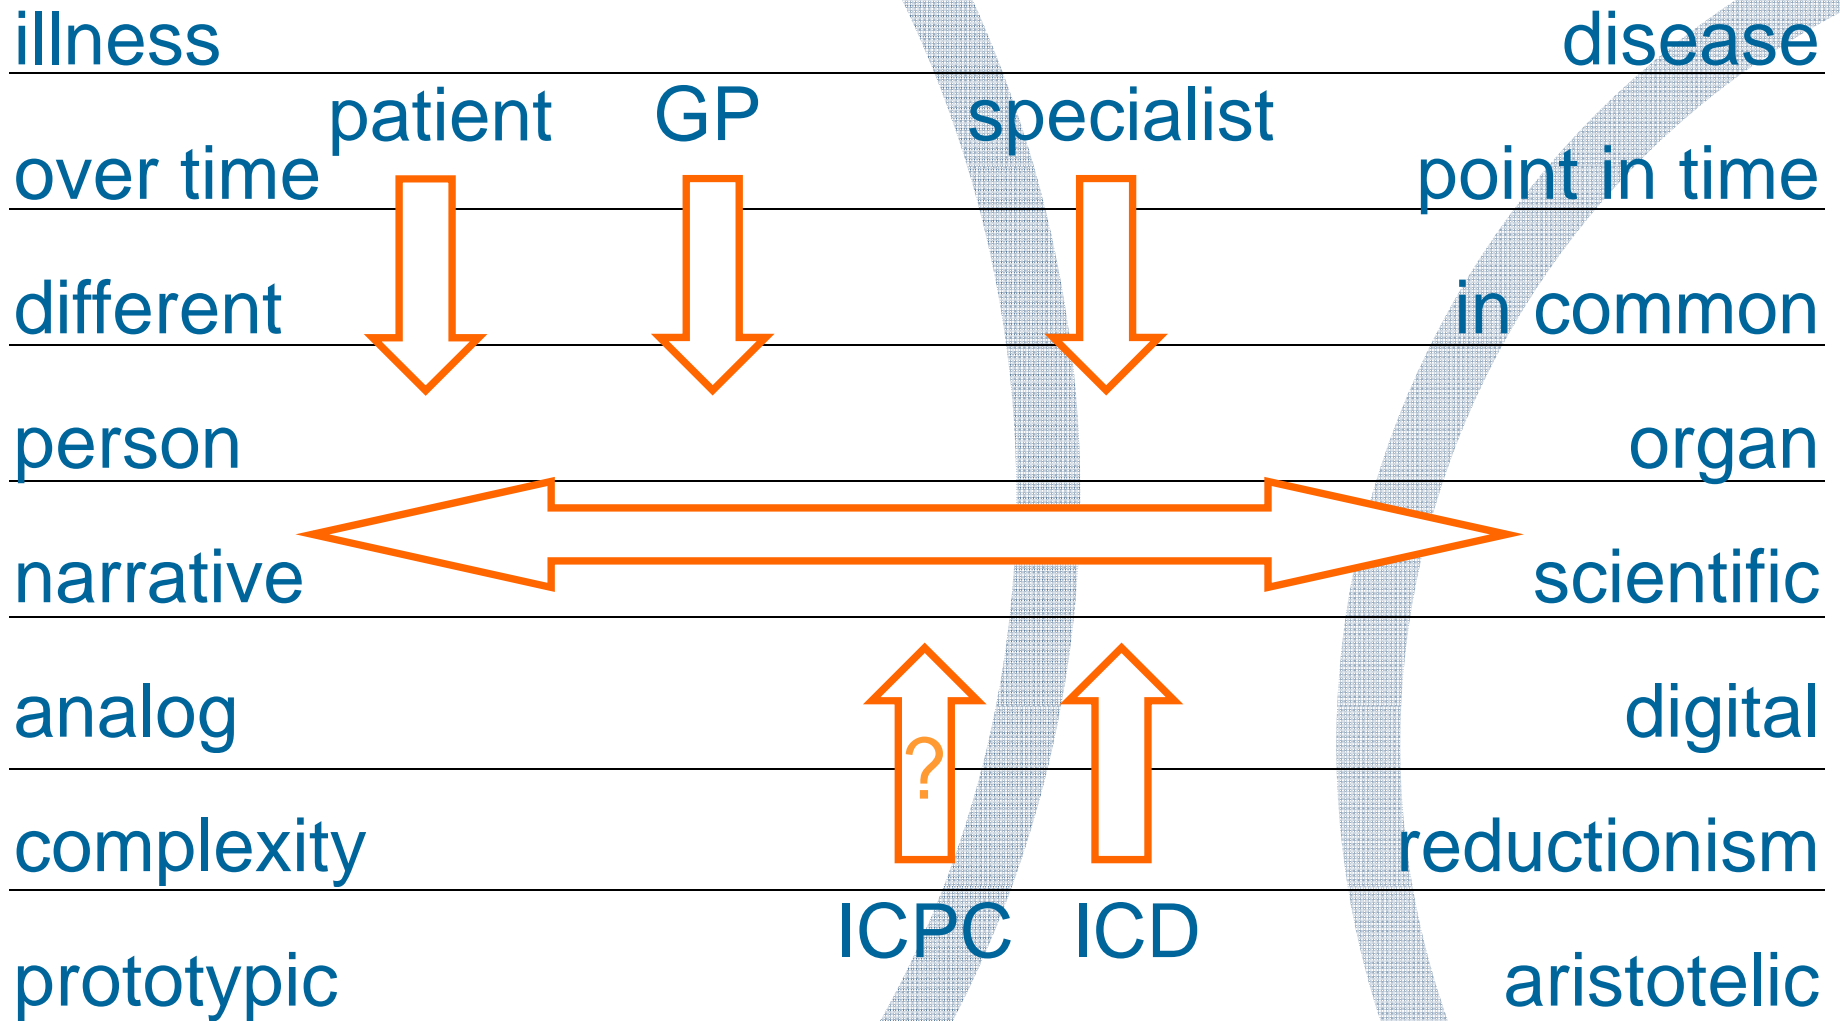 illness disease
patient GP specialist
over time point in time
different in common
person organ
narrative scientific
analog digital
?
complexity reductionism
ICPC ICD
prototypic aristotelic